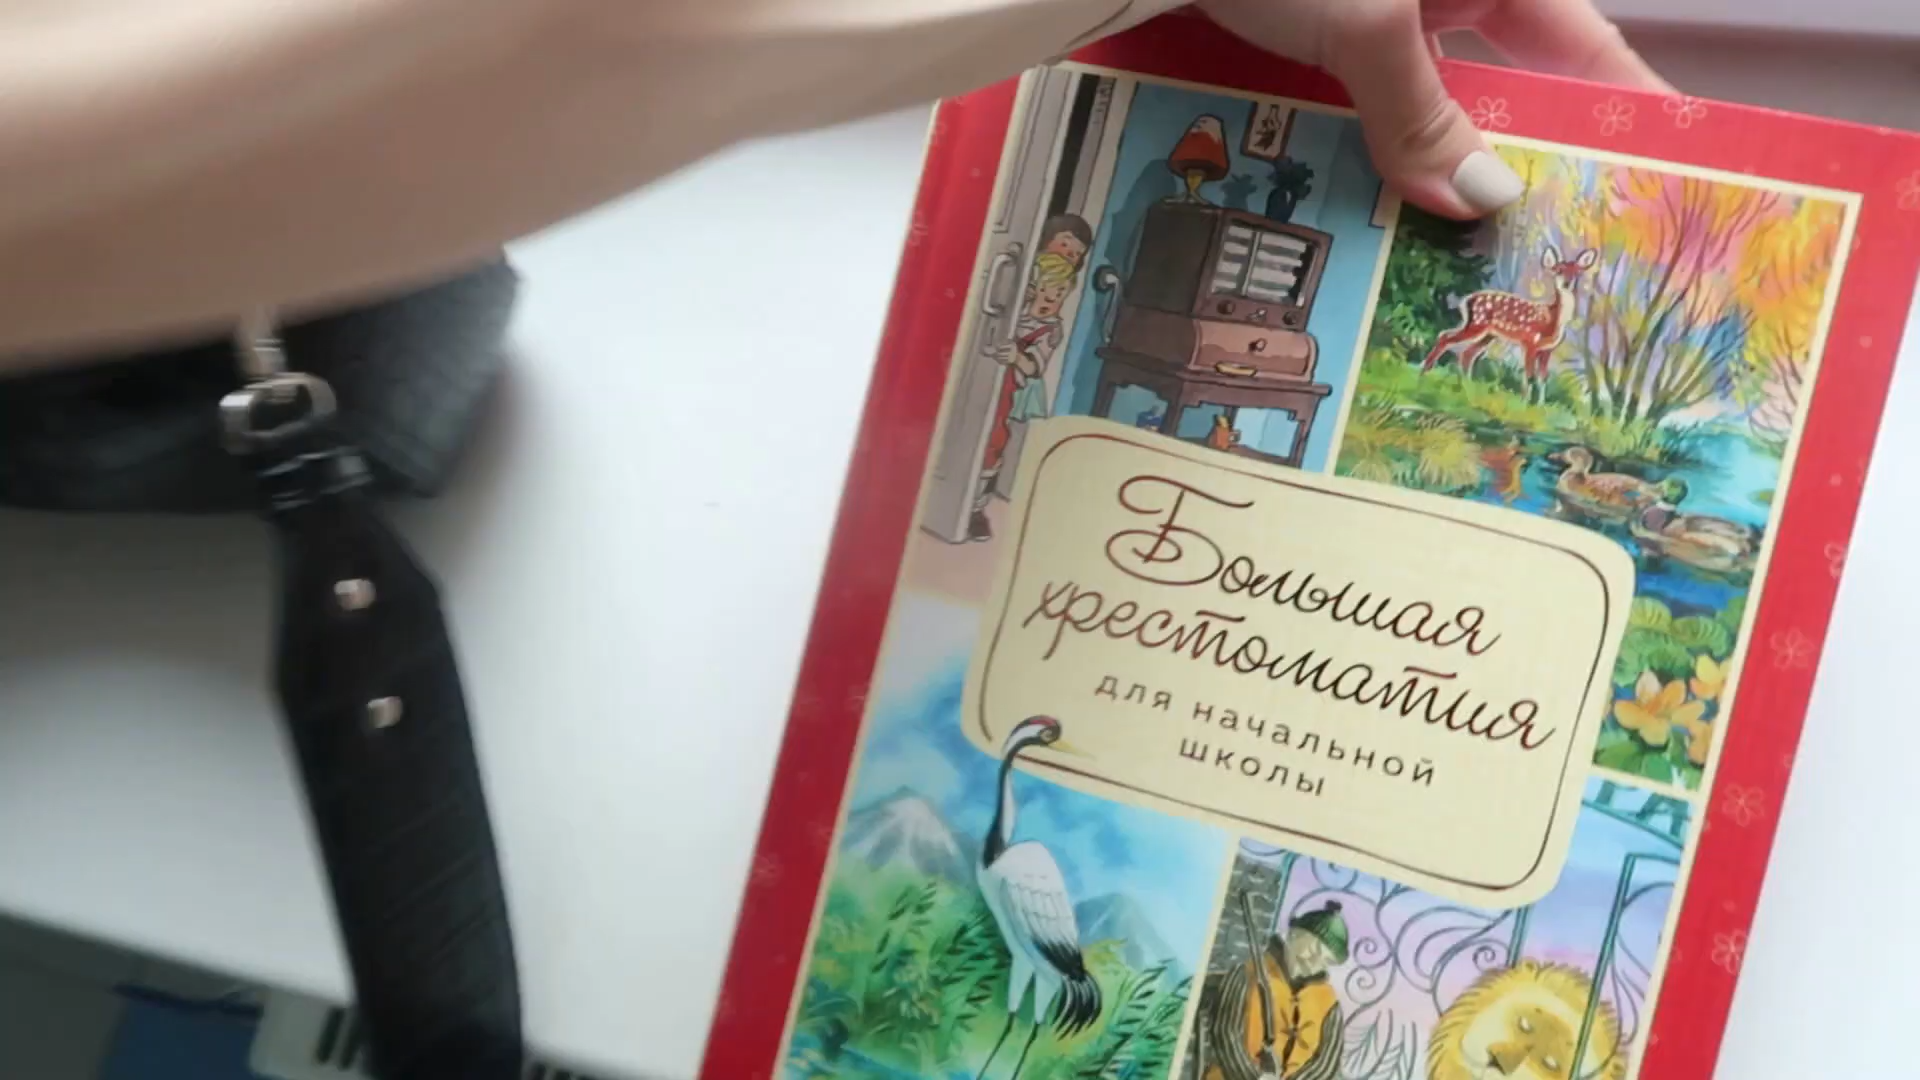 Большая
хрестоматия
для начальной
школы